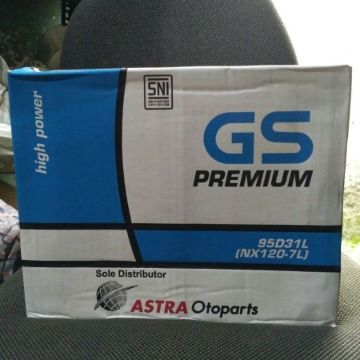 high power
SNI
GS
PREMIUM
95D31L
(NX120-7L)
Sole Distributor
ASTRA Otoparts